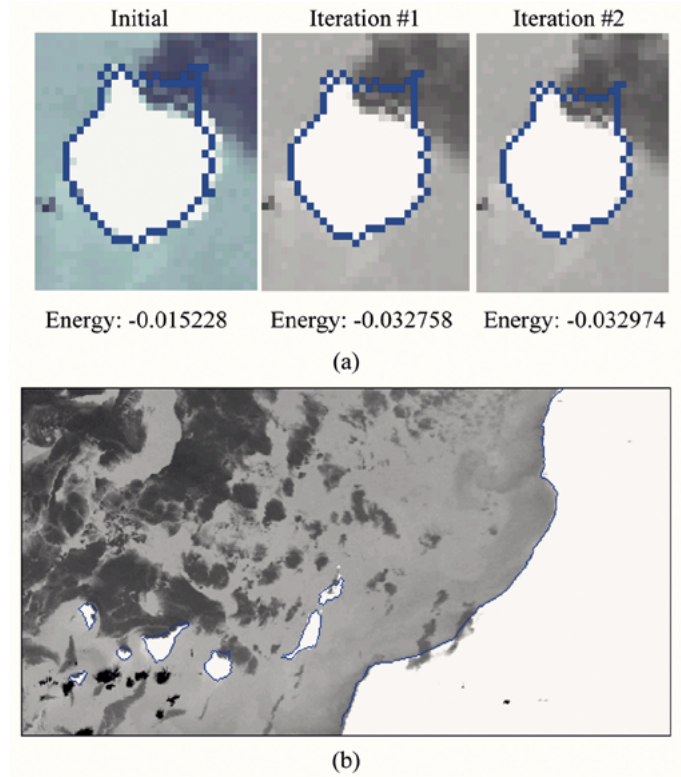 Initial Iteration #1 Iteration #2
Energy: -0.015228 Energy: -0.032758 Energy: -0.032974
(a)
(b)